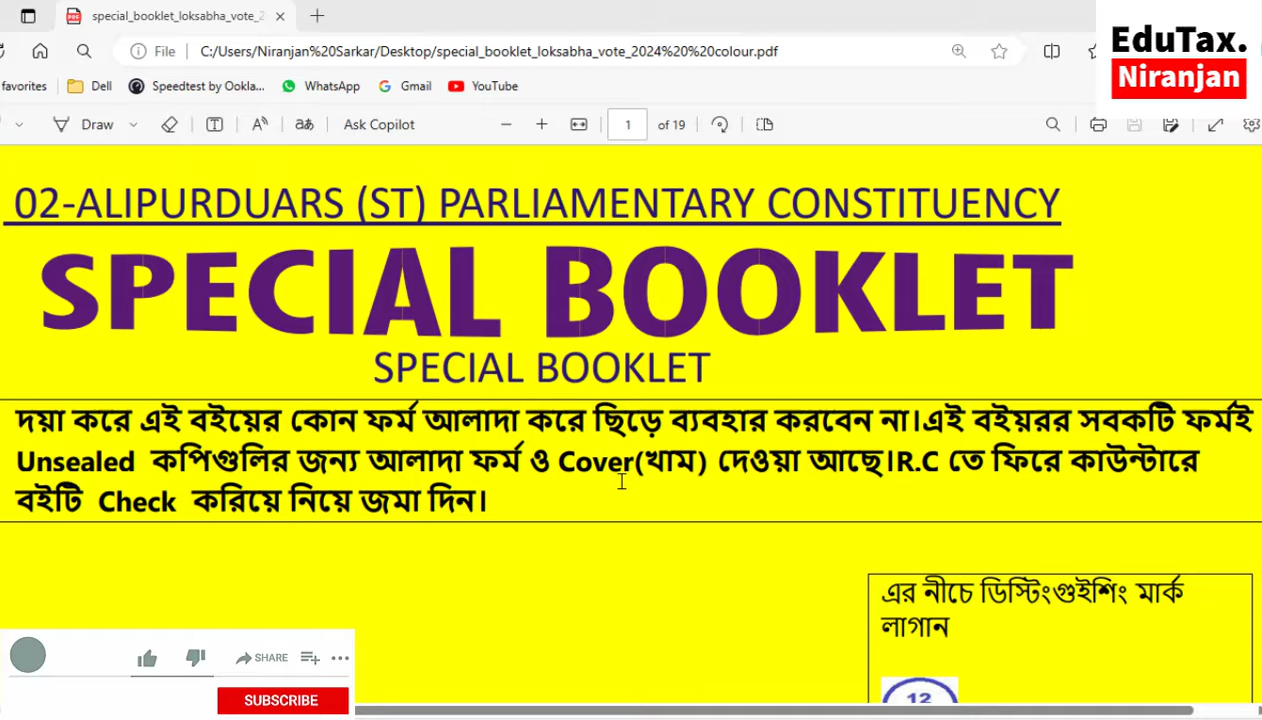 special_booklet_loksabha_vote_2
EduTax.
Niranjan
File C:/Users/Niranjan%20Sarkar/Desktop/special_booklet_loksabha_vote_2024%20%20colour.pdf
favorites Dell Speedtest by Ookla... WhatsApp Gmail YouTube
Draw Ask Copilot 1 of 19
02-ALIPURDUARS (ST) PARLIAMENTARY CONSTITUENCY
SPECIAL BOOKLET
SPECIAL BOOKLET
দয়া করে এই বইয়ের কোন ফর্ম আলাদা করে ছিড়ে ব্যবহার করবেন না।এই বইয়রর সবকটি ফর্মই
Unsealed কপিগুলির জন্য আলাদা ফর্ম ও Cover(খাম) দেওয়া আছে।R.C তে ফিরে কাউন্টারে
বইটি Check করিয়ে নিয়ে জমা দিন।
এর নীচে ডিস্টিংগুইশিং মার্ক
লাগান
12
SHARE
SUBSCRIBE